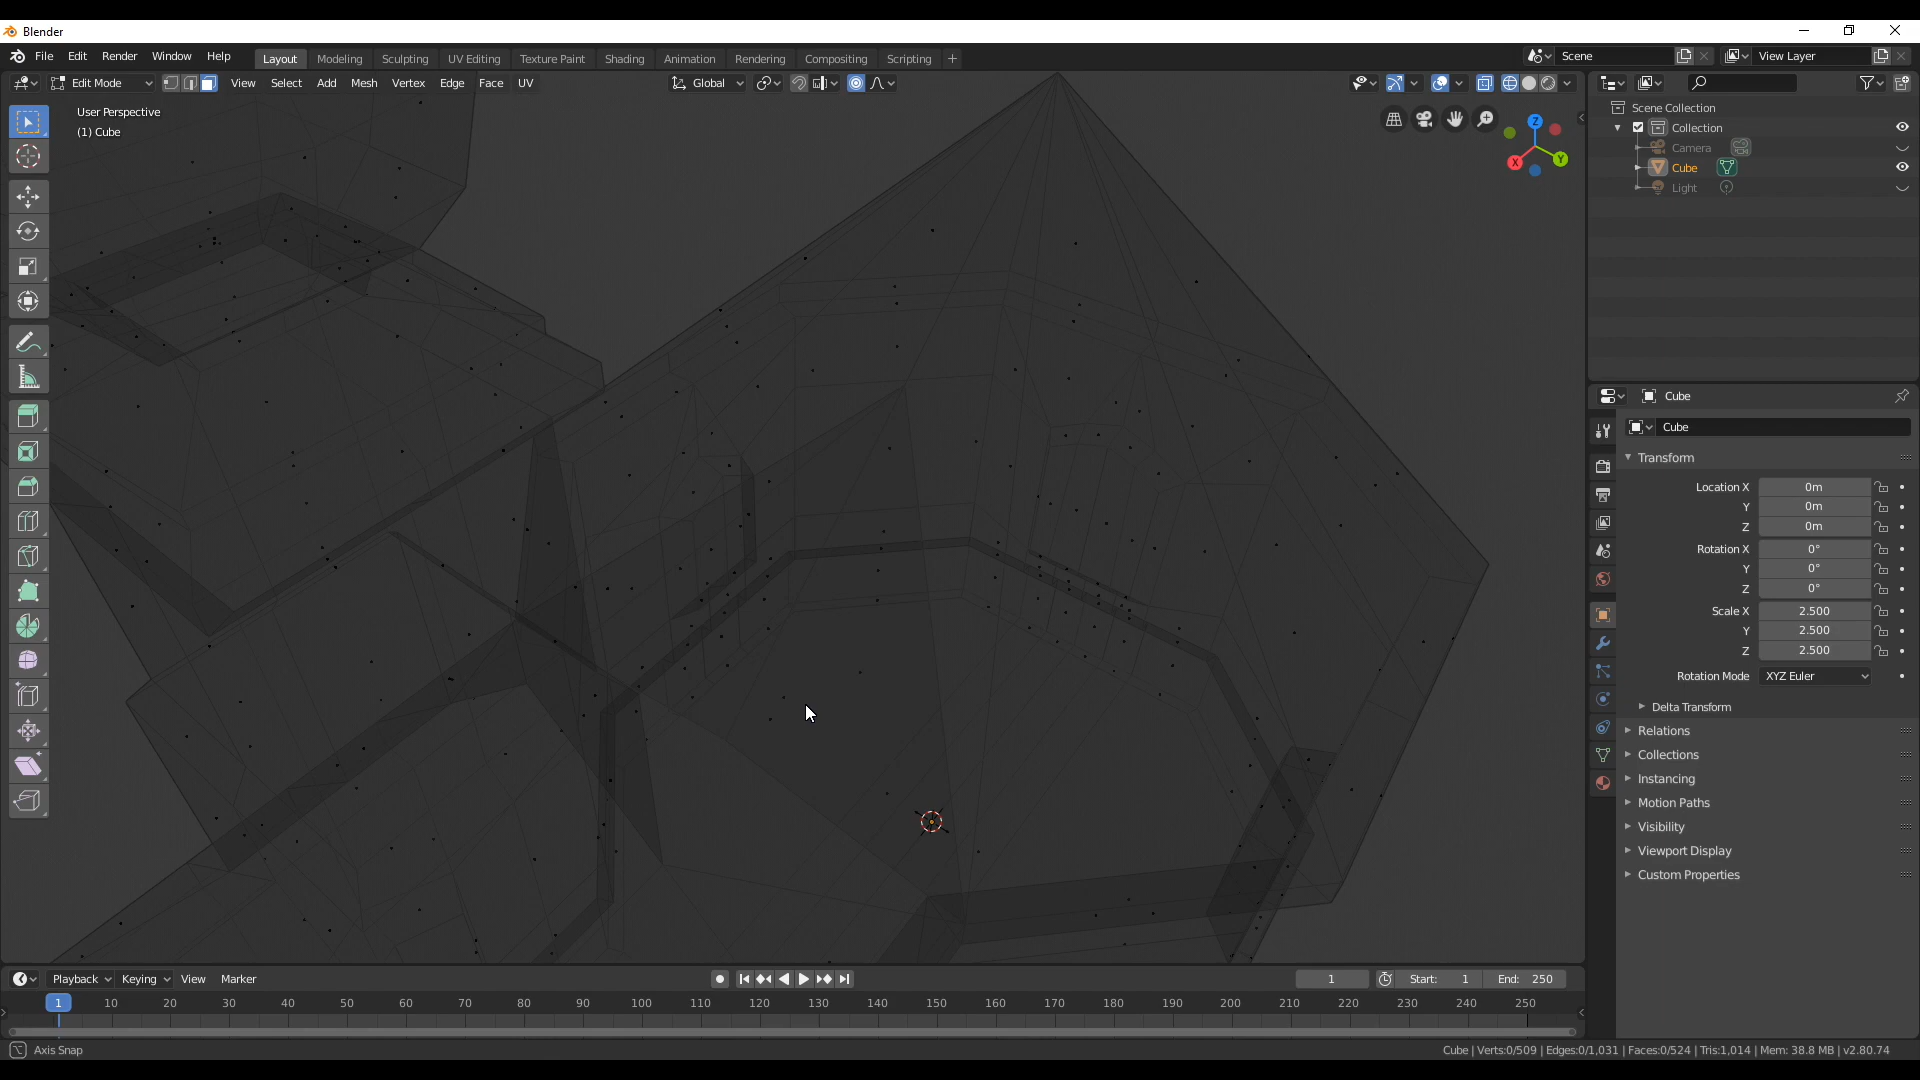 Blender
File Edit Render Window Help Layout Modeling Sculpting UV Editing Texture Paint Shading Animation Rendering Compositing Scripting + Scene View Layer
Edit Mode View Select Add Mesh Vertex Edge Face UV Global
User Perspective
(1) Cube
Z
Y
X
Scene Collection
Collection
Camera
Cube
Light
Cube
Cube
Transform
Location X 0m
Y 0m
Z 0m
Rotation X 0°
Y 0°
Z 0°
Scale X 2.500
Y 2.500
Z 2.500
Rotation Mode XYZ Euler
Delta Transform
Relations
Collections
Instancing
Motion Paths
Visibility
Viewport Display
Custom Properties
Playback Keying View Marker 1 Start: 1 End: 250
1 10 20 30 40 50 60 70 80 90 100 110 120 130 140 150 160 170 180 190 200 210 220 230 240 250
Axis Snap Cube | Verts:0/509 | Edges:0/1,031 | Faces:0/524 | Tris:1,014 | Mem: 38.8 MB | v2.80.74